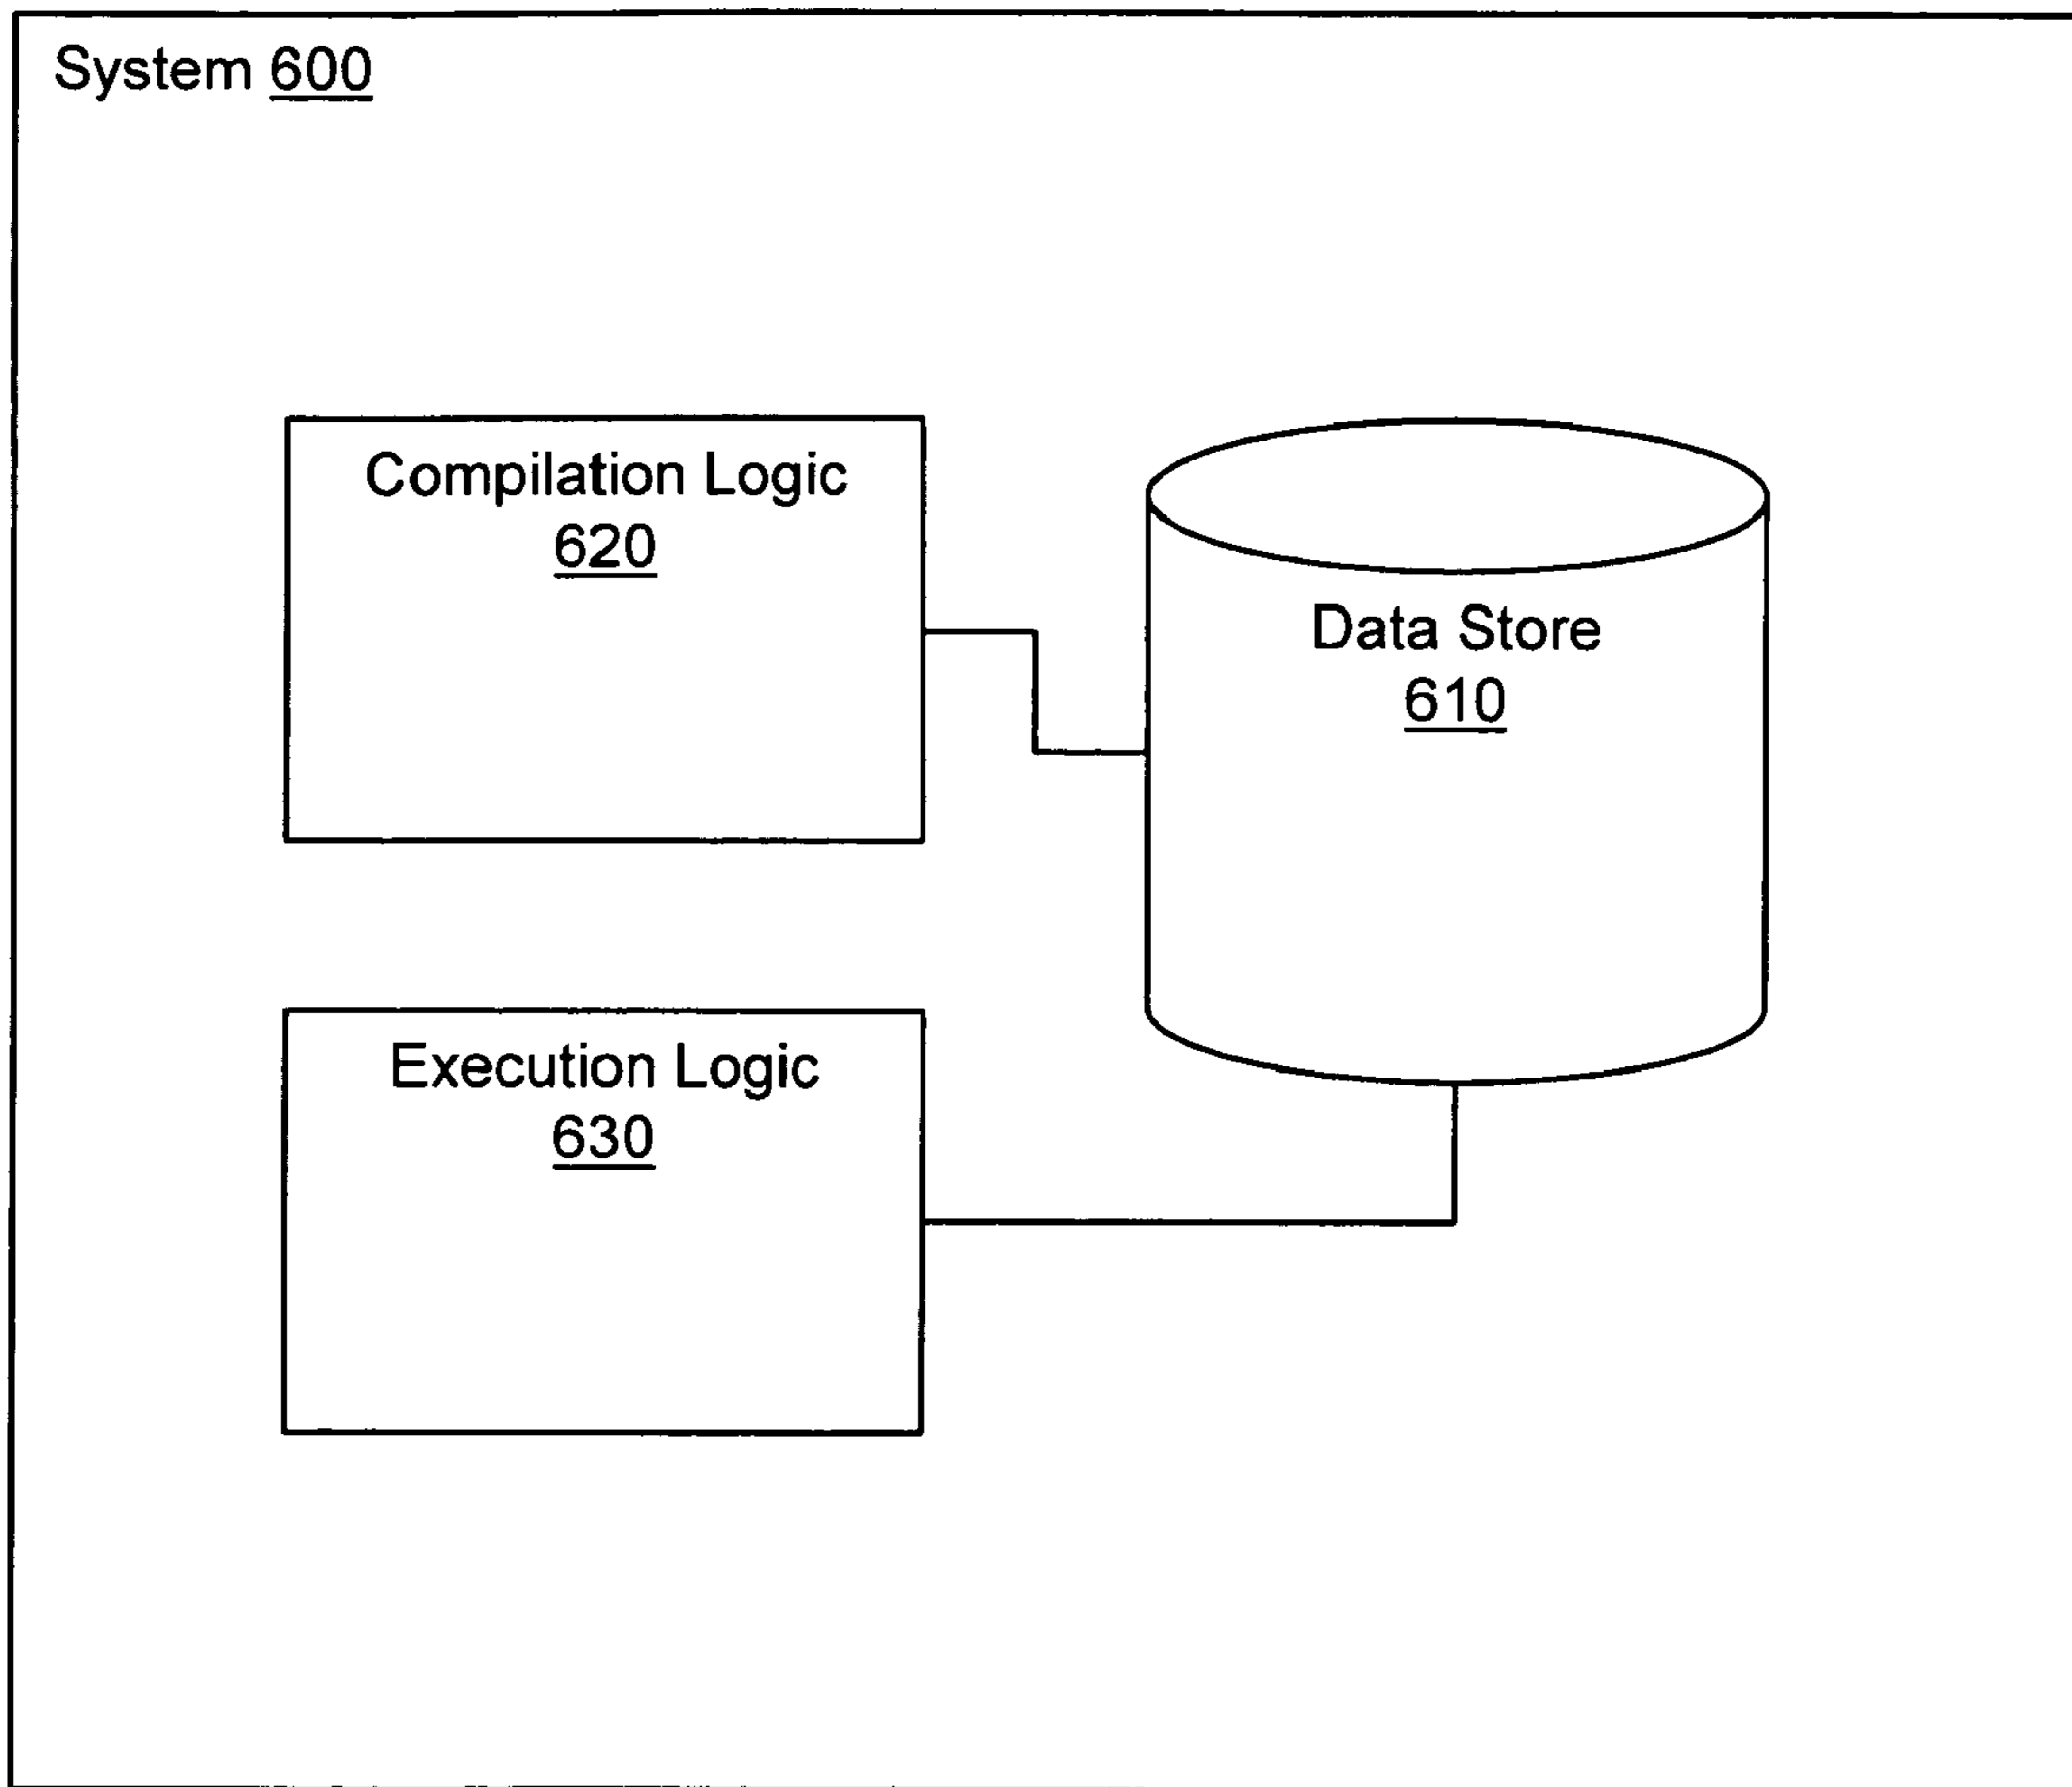 System 600
Compilation Logic
620
Data Store
610
Execution Logic
630